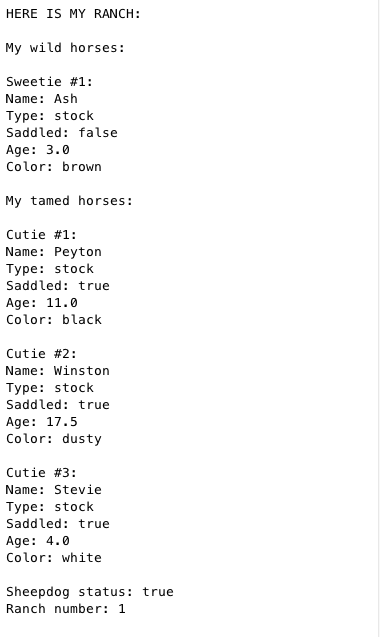 HERE IS MY RANCH:
My wild horses:
Sweetie #1:
Name: Ash
Type: stock
Saddled: false
Age: 3.0
Color: brown
My tamed horses:
Cutie #1:
Name: Peyton
Type: stock
Saddled: true
Age: 11.0
Color: black
Cutie #2:
Name: Winston
Type: stock
Saddled: true
Age: 17.5
Color: dusty
Cutie #3:
Name: Stevie
Type: stock
Saddled: true
Age: 4.0
Color: white
Sheepdog status: true
Ranch number: 1